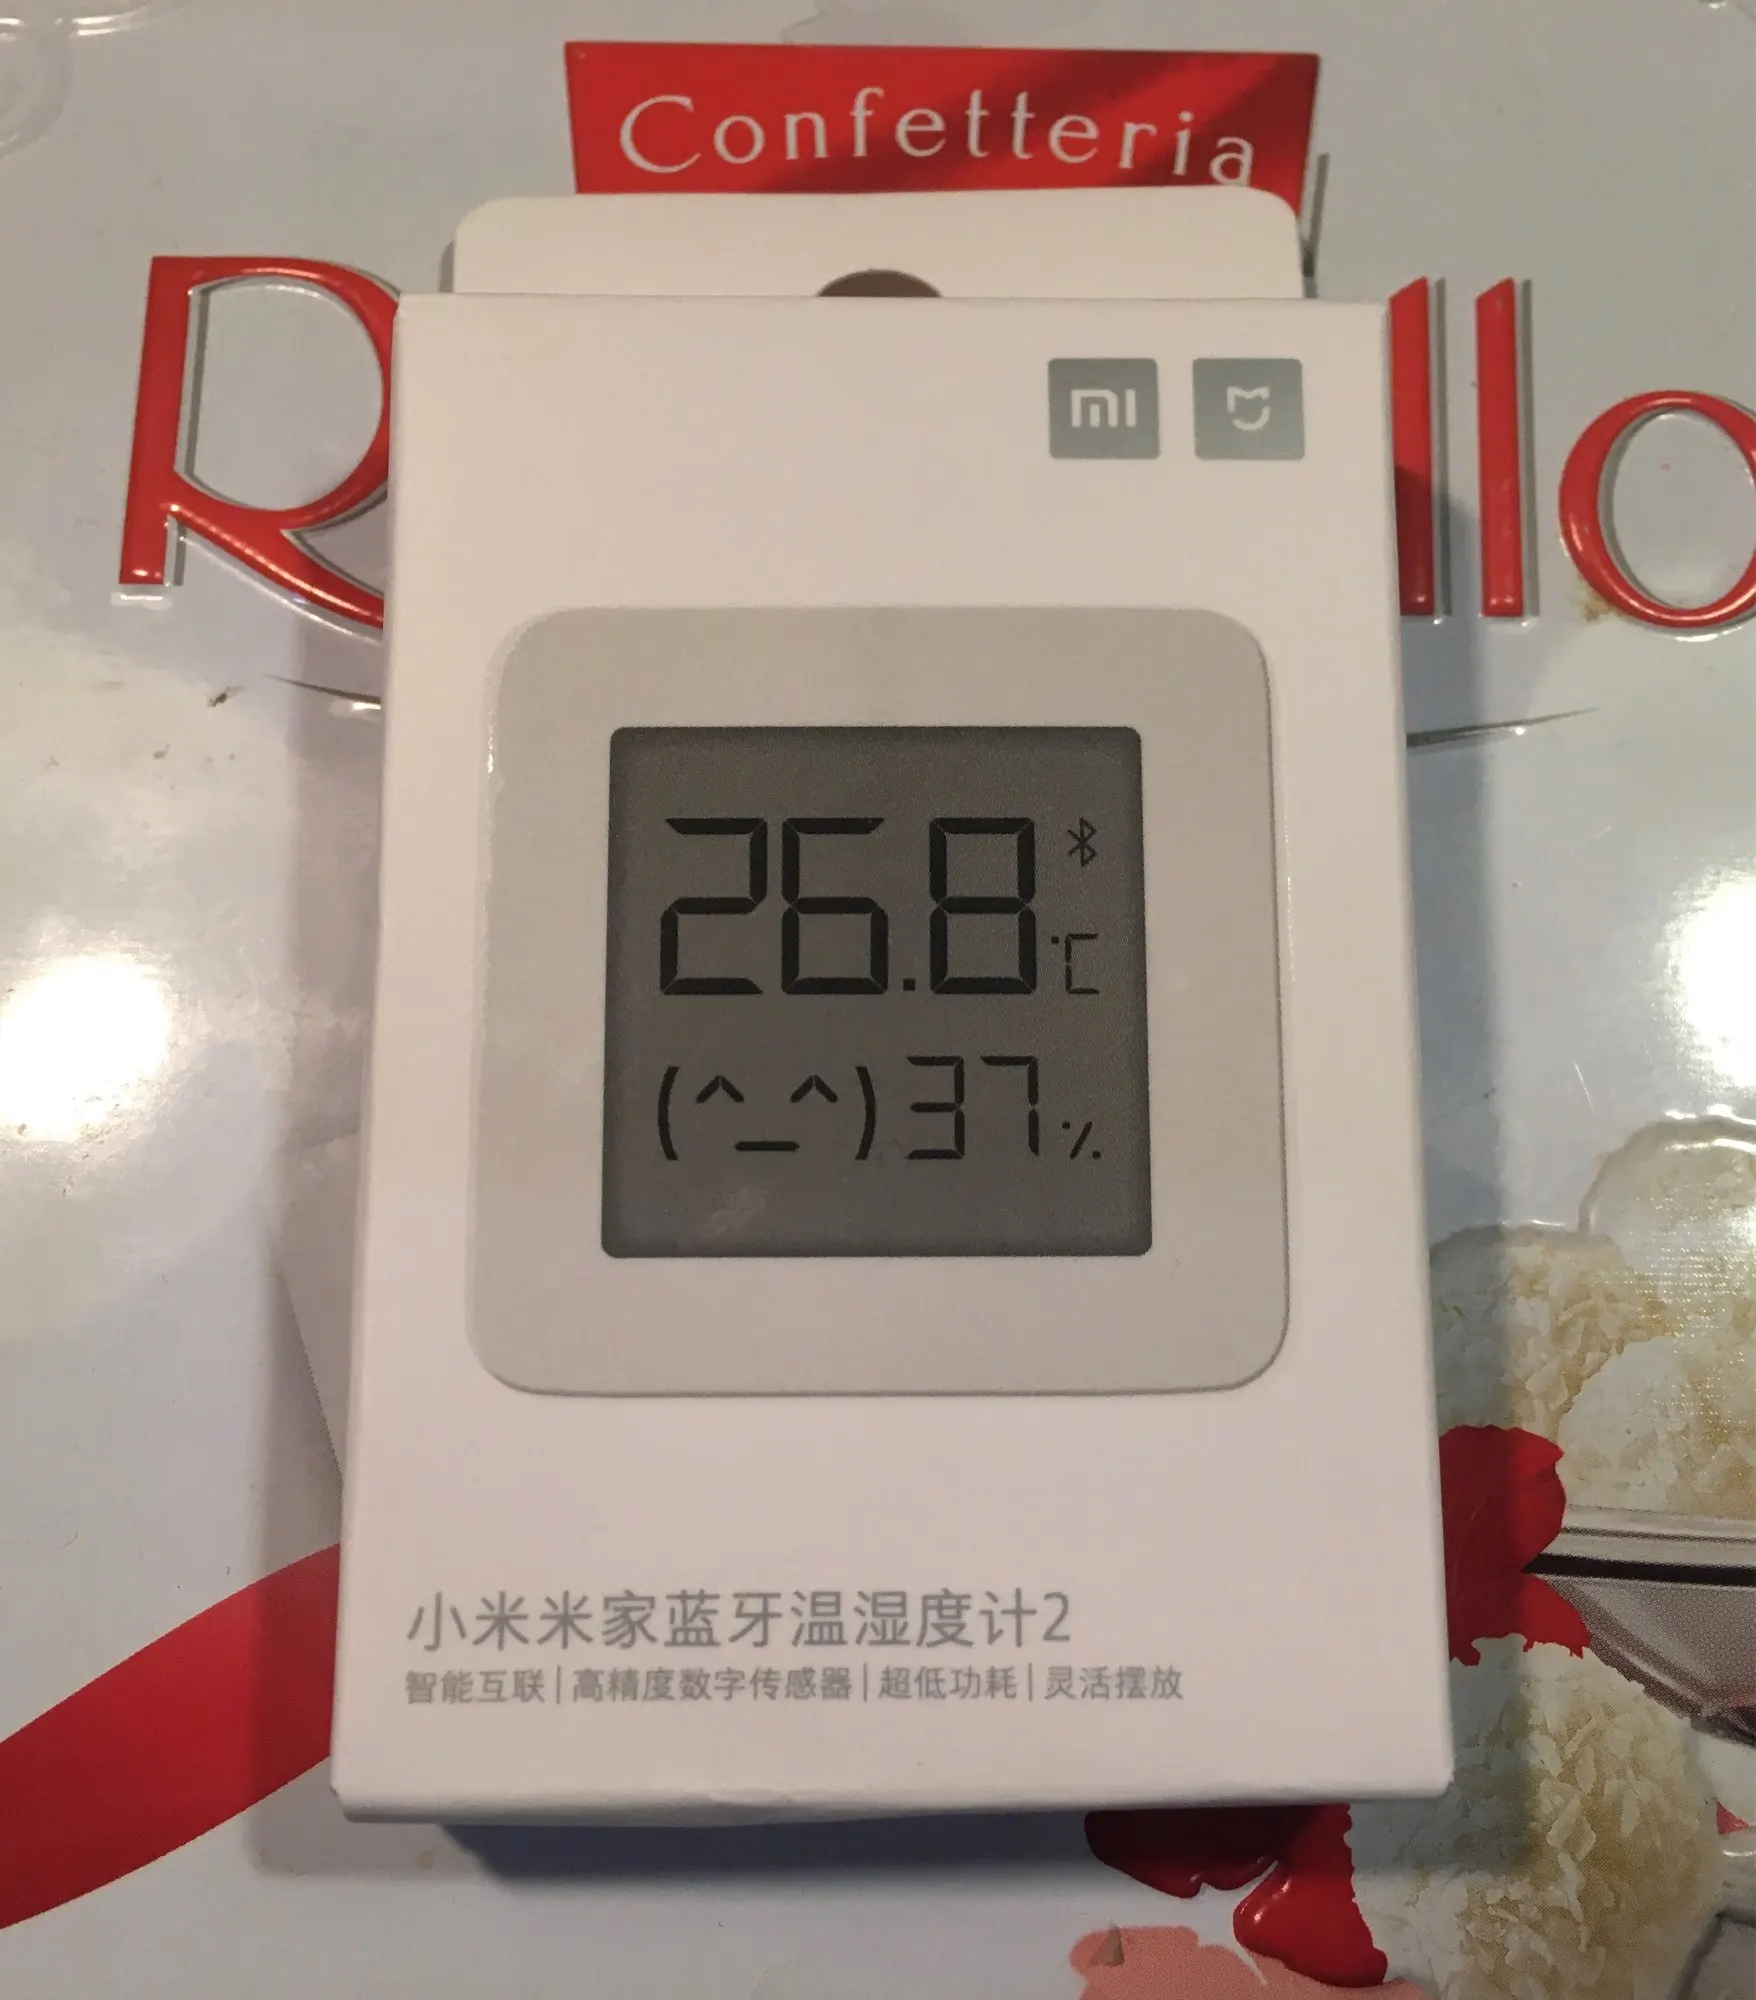 Confetteria
R llo
mi
26.8 °C
(^_^) 37 %
小米米家蓝牙温湿度计2
智能互联|高精度数字传感器|超低功耗|灵活摆放